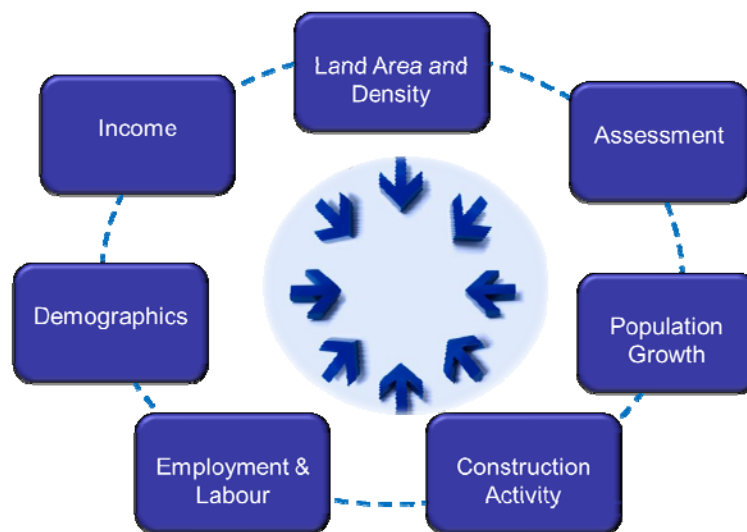 Land Area and
Density
Assessment
Population
Growth
Construction
Activity
Employment &
Labour
Demographics
Income